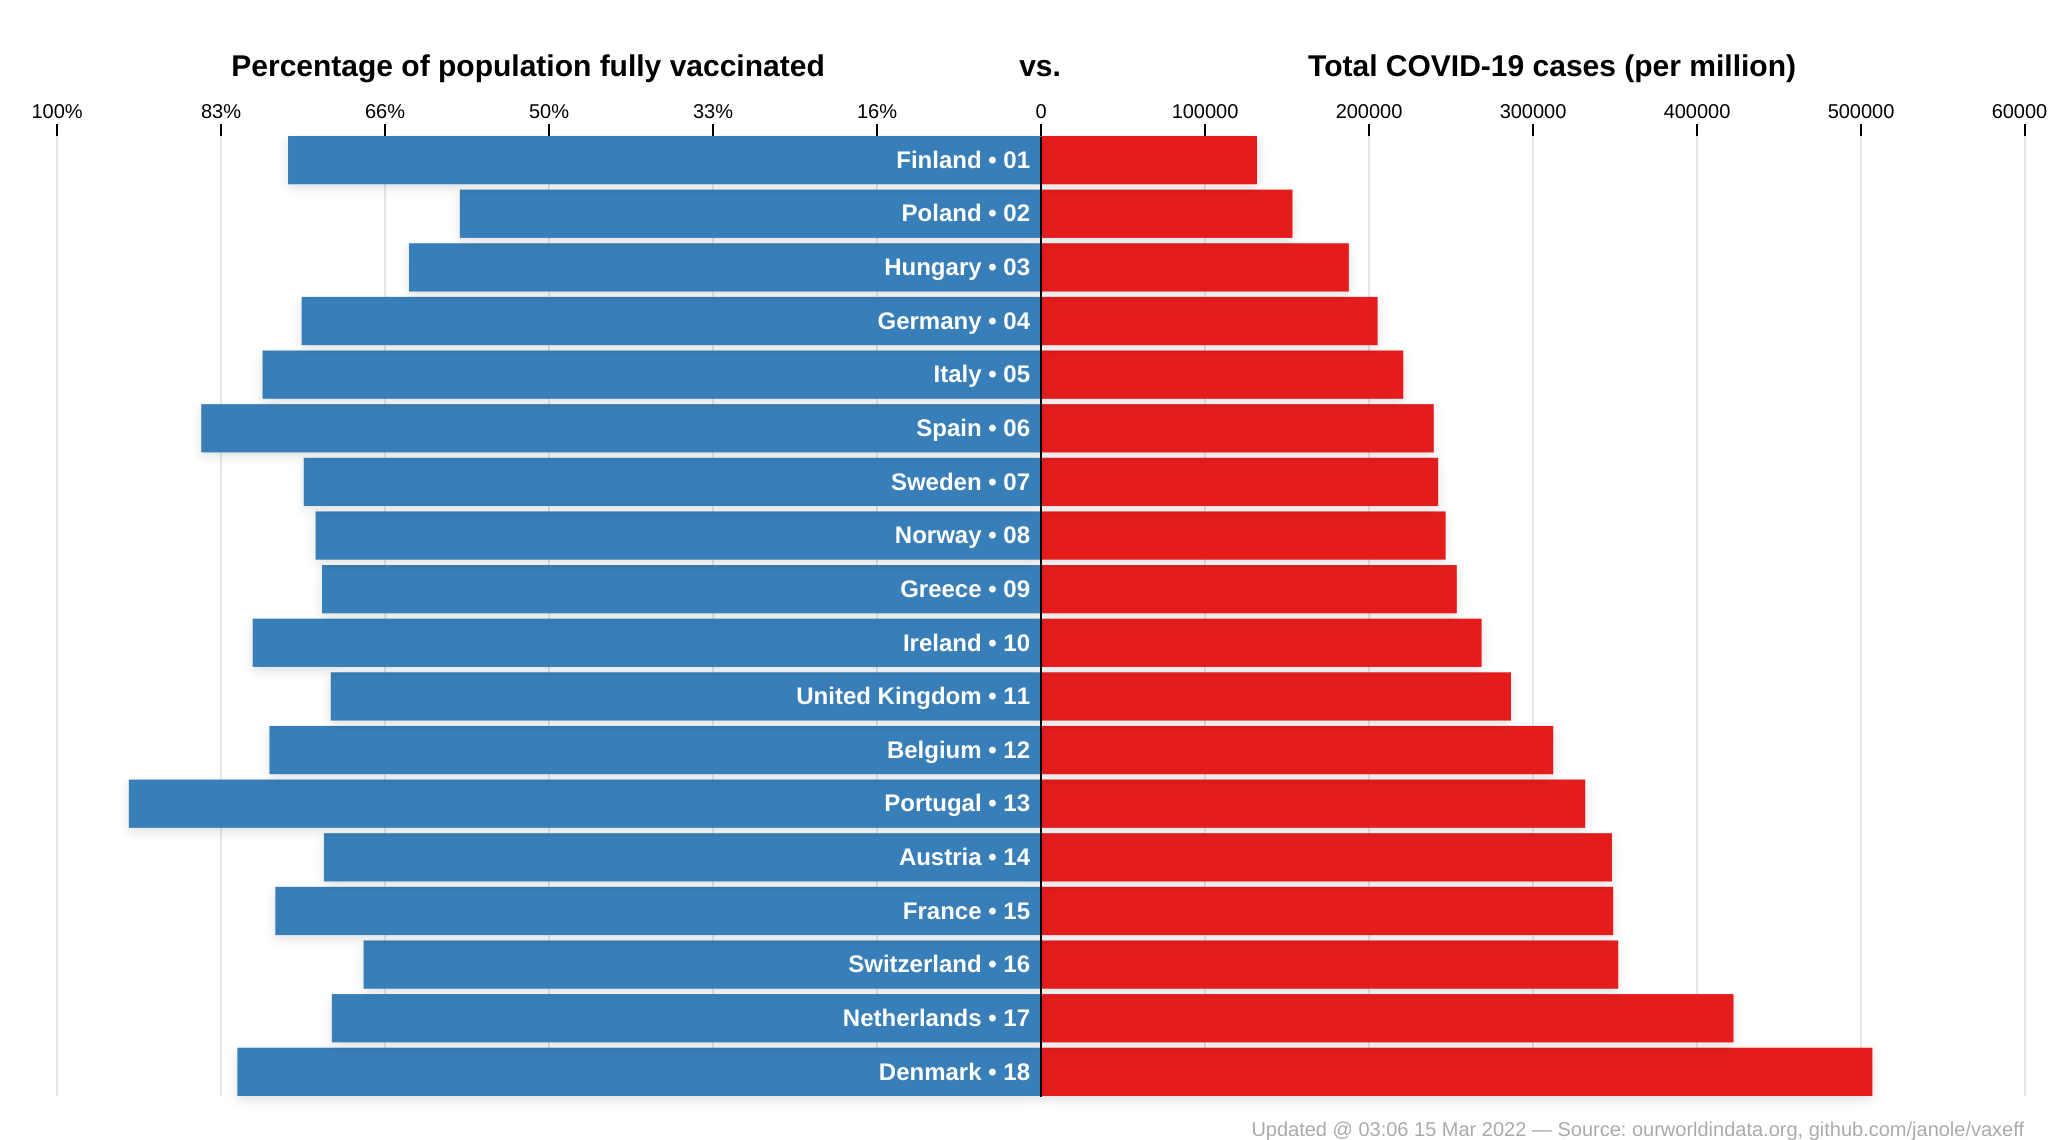 Percentage of population fully vaccinated vs. Total COVID-19 cases (per million)
100% 83% 66% 50% 33% 16% 0 100000 200000 300000 400000 500000 60000
Finland • 01
Poland • 02
Hungary • 03
Germany • 04
Italy • 05
Spain • 06
Sweden • 07
Norway • 08
Greece • 09
Ireland • 10
United Kingdom • 11
Belgium • 12
Portugal • 13
Austria • 14
France • 15
Switzerland • 16
Netherlands • 17
Denmark • 18
Updated @ 03:06 15 Mar 2022 — Source: ourworldindata.org, github.com/janole/vaxeff